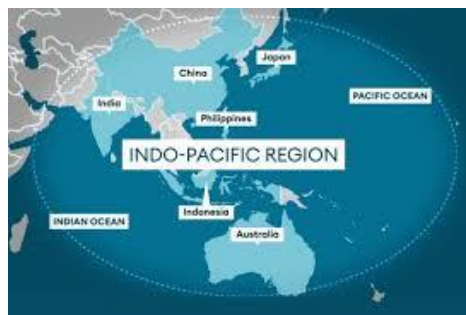 Japan
China
PACIFIC OCEAN
India
Philippines
INDO-PACIFIC REGION
Indonesia
INDIAN OCEAN
Australia